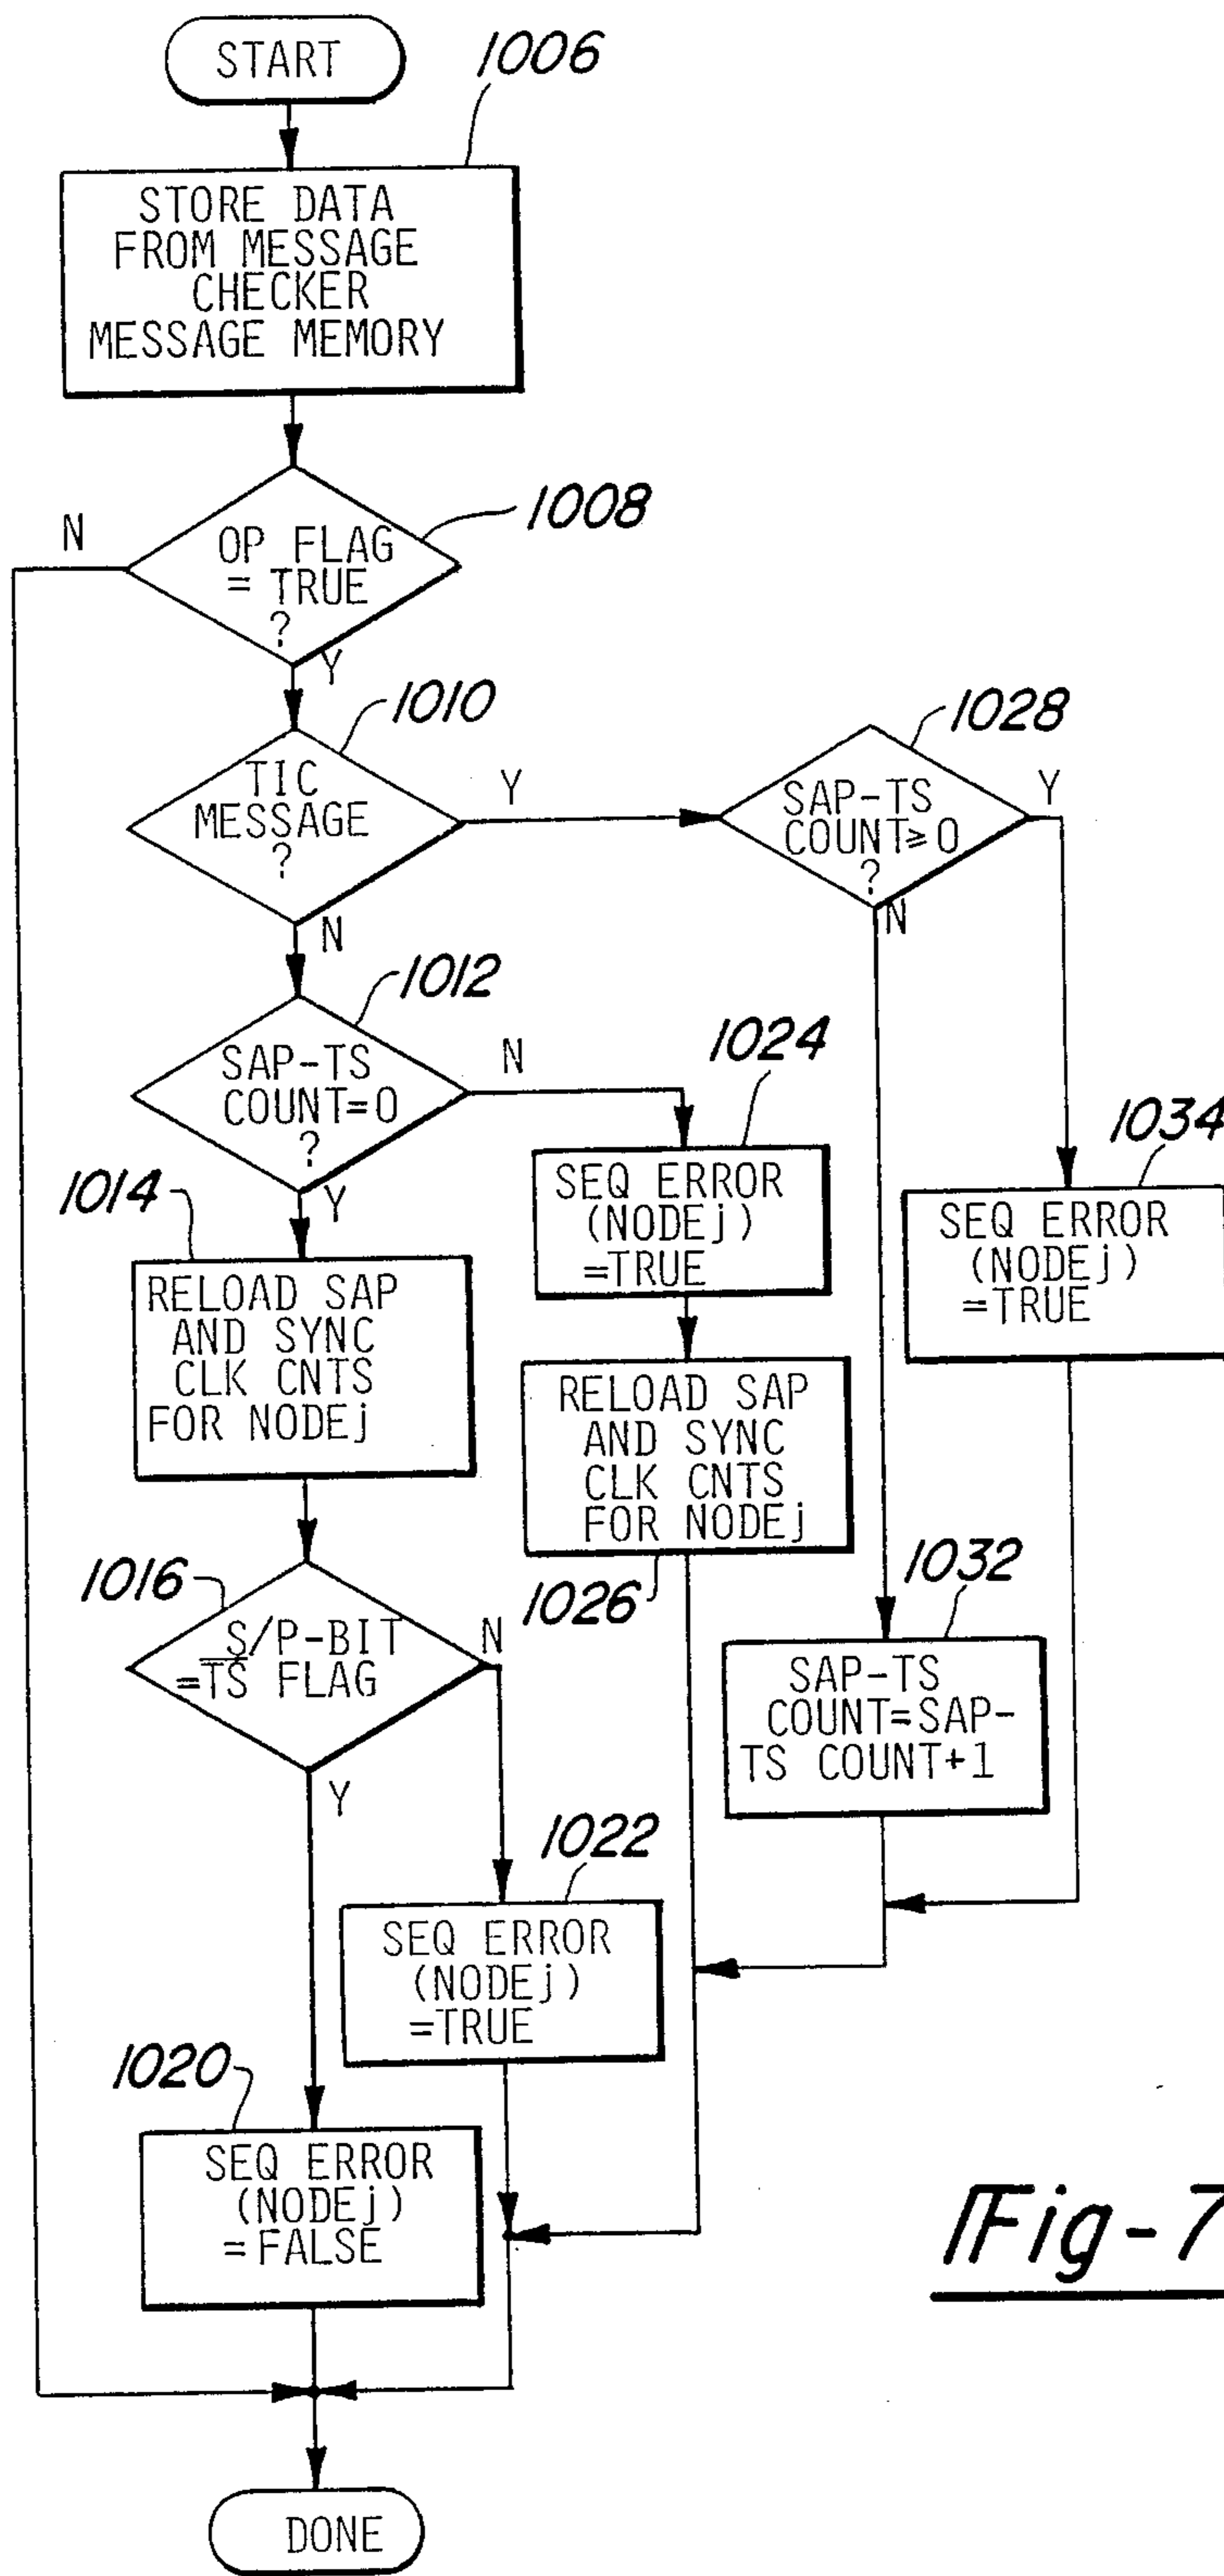 START
1006
STORE DATA
FROM MESSAGE
CHECKER
MESSAGE MEMORY
1008
N
OP FLAG
= TRUE
?
Y
1010
TIC
MESSAGE
?
Y
N
1028
SAP-TS
COUNT≥0
?
Y
N
1012
SAP-TS
COUNT=0
?
N
Y
1024
SEQ ERROR
(NODEj)
=TRUE
1034
SEQ ERROR
(NODEj)
=TRUE
1014
RELOAD SAP
AND SYNC
CLK CNTS
FOR NODEj
RELOAD SAP
AND SYNC
CLK CNTS
FOR NODEj
1026
1016
S/P-BIT
=T̅S̅ FLAG
N
Y
1032
SAP-TS
COUNT=SAP-
TS COUNT+1
1022
SEQ ERROR
(NODEj)
=TRUE
1020
SEQ ERROR
(NODEj)
=FALSE
Fig-7
DONE